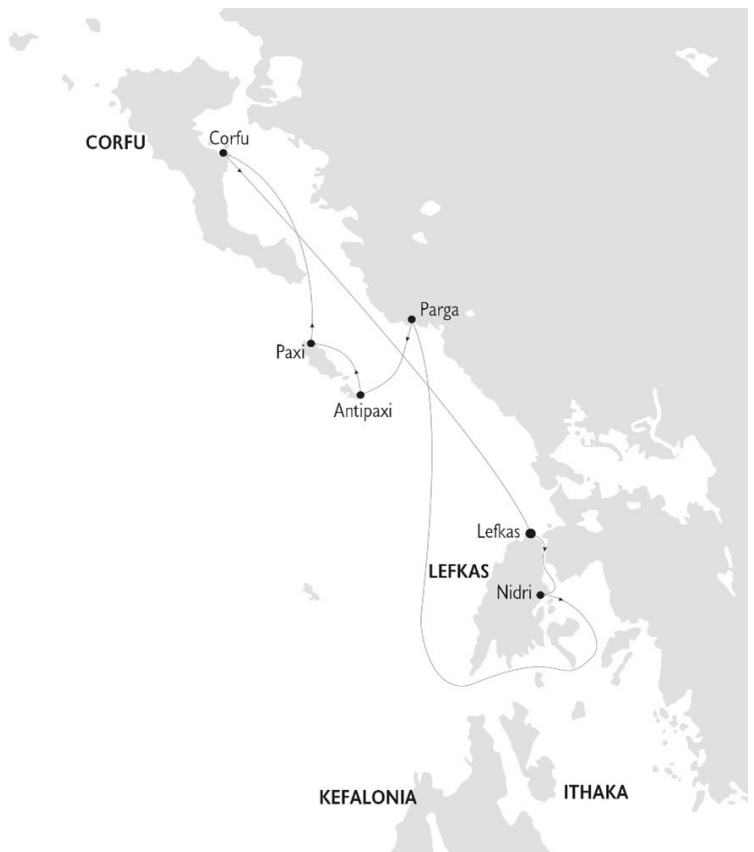 Corfu
CORFU
Parga
Paxi
Antipaxi
Lefkas
LEFKAS
Nidri
ITHAKA
KEFALONIA